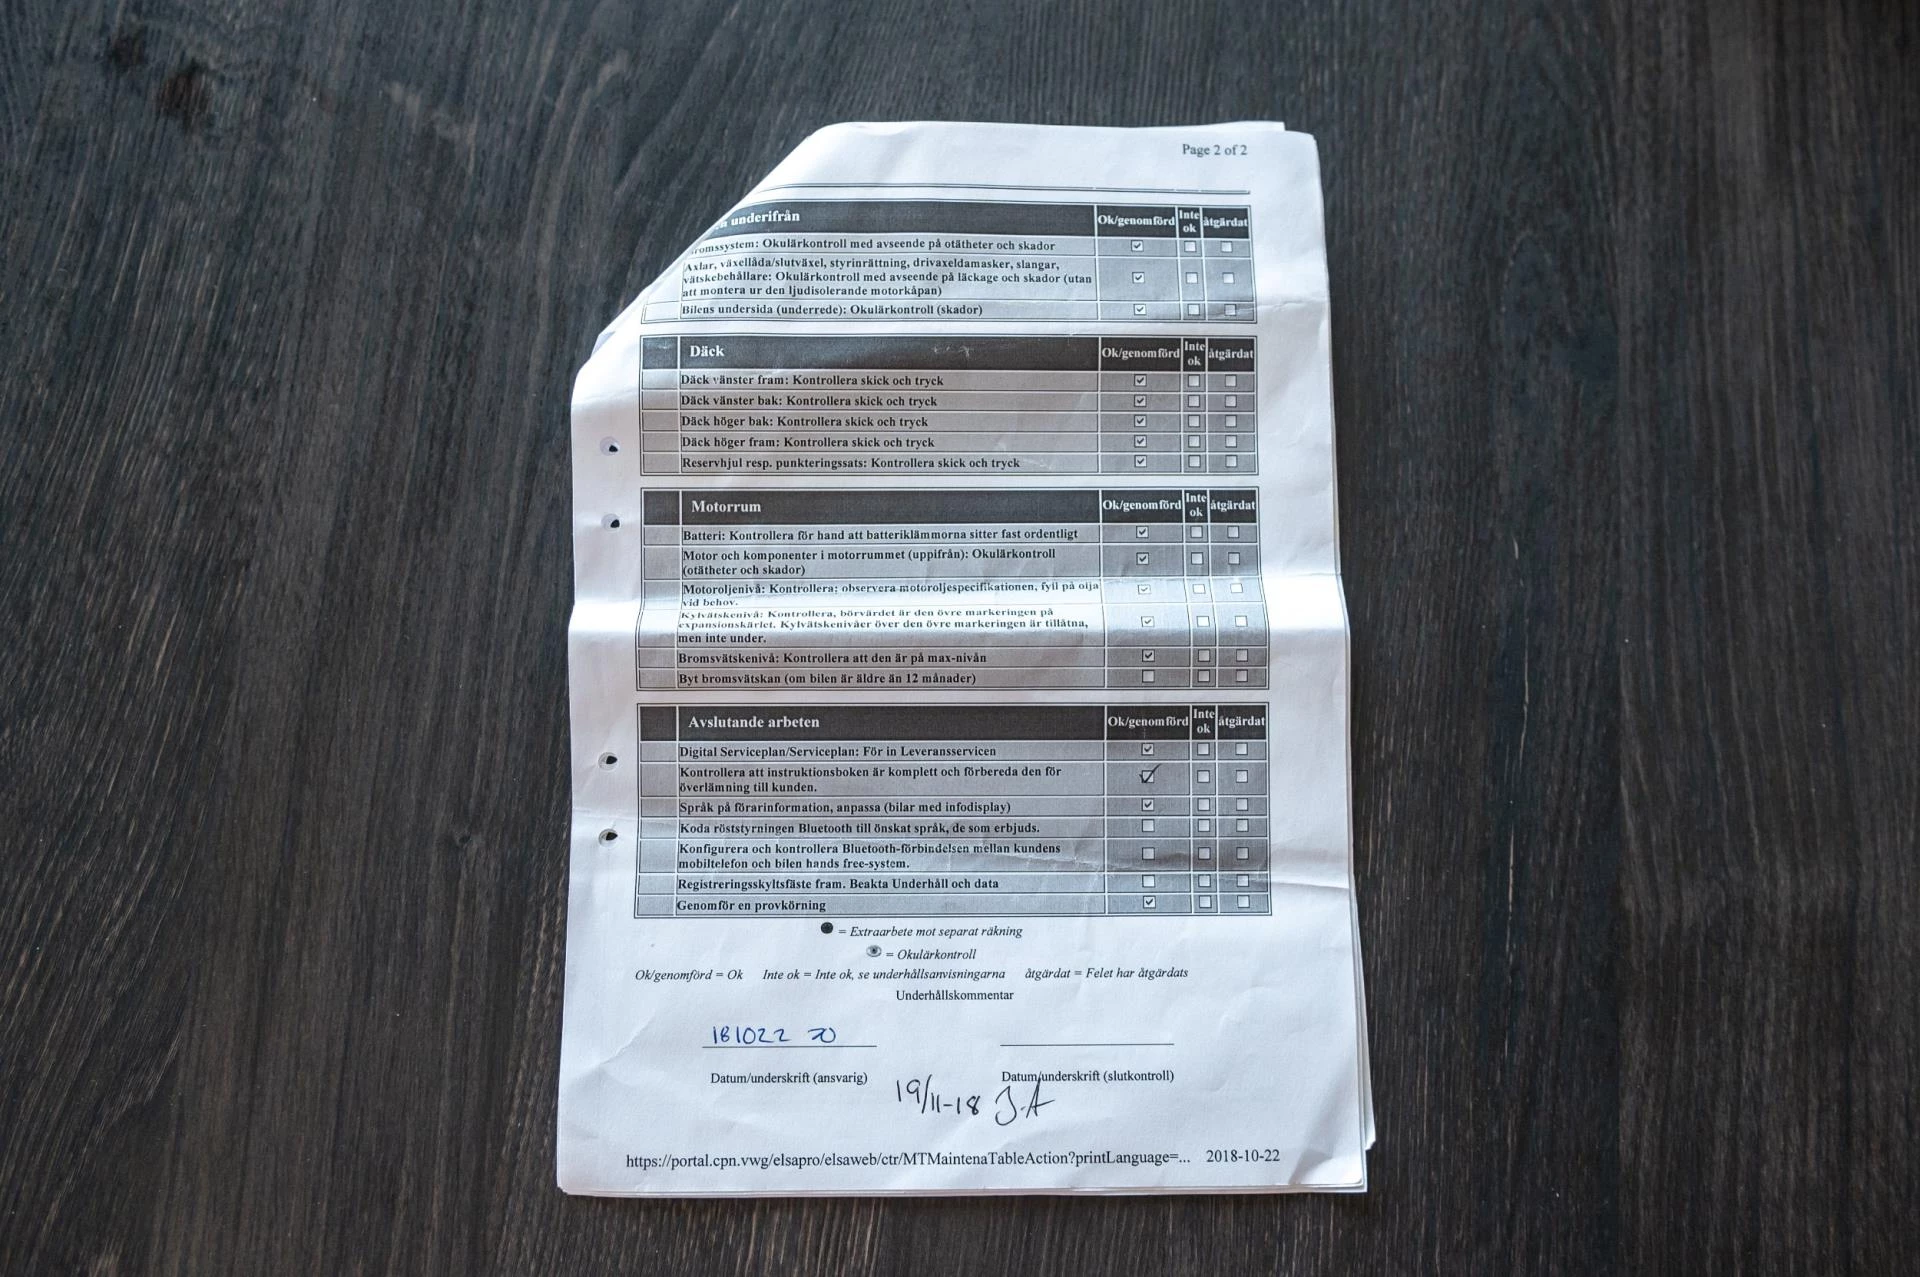 Page 2 of 2
underifrån Ok/genomförd Inte ok åtgärdat
romssystem: Okulärkontroll med avseende på otätheter och skador
Axlar, växellåda/slutväxel, styrinrättning, drivaxeldamasker, slangar,
vätskebehållare: Okulärkontroll med avseende på läckage och skador (utan
att montera ur den ljudisolerande motorkåpan)
Bilens undersida (underrede): Okulärkontroll (skador)
Däck Ok/genomförd Inte ok åtgärdat
Däck vänster fram: Kontrollera skick och tryck
Däck vänster bak: Kontrollera skick och tryck
Däck höger bak: Kontrollera skick och tryck
Däck höger fram: Kontrollera skick och tryck
Reservhjul resp. punkteringssats: Kontrollera skick och tryck
Motorrum Ok/genomförd Inte ok åtgärdat
Batteri: Kontrollera för hand att batteriklämmorna sitter fast ordentligt
Motor och komponenter i motorrummet (uppifrån): Okulärkontroll
(otätheter och skador)
Motoroljenivå: Kontrollera; observera motoroljespecifikationen, fyll på olja
vid behov.
Kylvätskenivå: Kontrollera, börvärdet är den övre markeringen på
expansionskärlet. Kylvätskenivåer över den övre markeringen är tillåtna,
men inte under.
Bromsvätskenivå: Kontrollera att den är på max-nivån
Byt bromsvätskan (om bilen är äldre än 12 månader)
Avslutande arbeten Ok/genomförd Inte ok åtgärdat
Digital Serviceplan/Serviceplan: För in Leveransservicen
Kontrollera att instruktionsboken är komplett och förbereda den för
överlämning till kunden.
Språk på förarinformation, anpassa (bilar med infodisplay)
Koda röststyrningen Bluetooth till önskat språk, de som erbjuds.
Konfigurera och kontrollera Bluetooth-förbindelsen mellan kundens
mobiltelefon och bilen hands free-system.
Registreringsskyltsfäste fram. Beakta Underhåll och data
Genomför en provkörning
= Extraarbete mot separat räkning
= Okulärkontroll
Ok/genomförd = Ok Inte ok = Inte ok, se underhållsanvisningarna åtgärdat = Felet har åtgärdats
Underhållskommentar
181022
Datum/underskrift (ansvarig) Datum/underskrift (slutkontroll)
19/11-18 J.A
https://portal.cpn.vwg/elsapro/elsaweb/ctr/MTMaintenaTableAction?printLanguage=... 2018-10-22